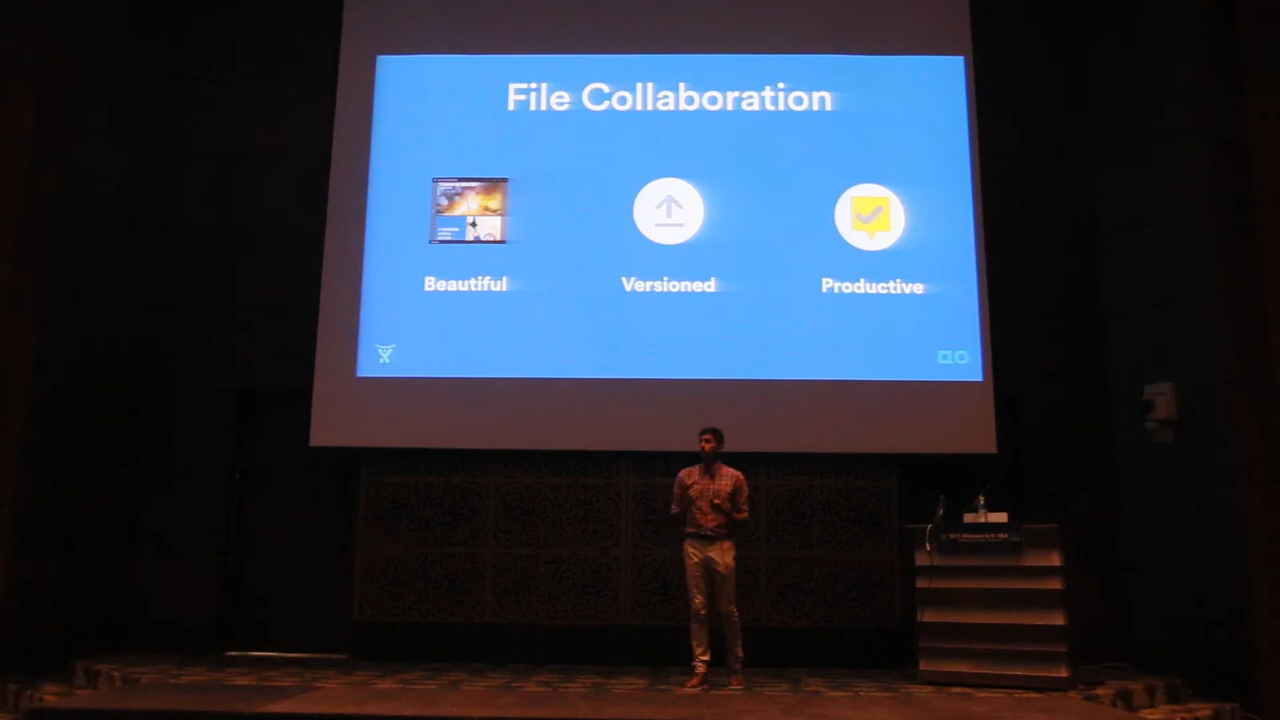 File Collaboration
Beautiful
Versioned
Productive